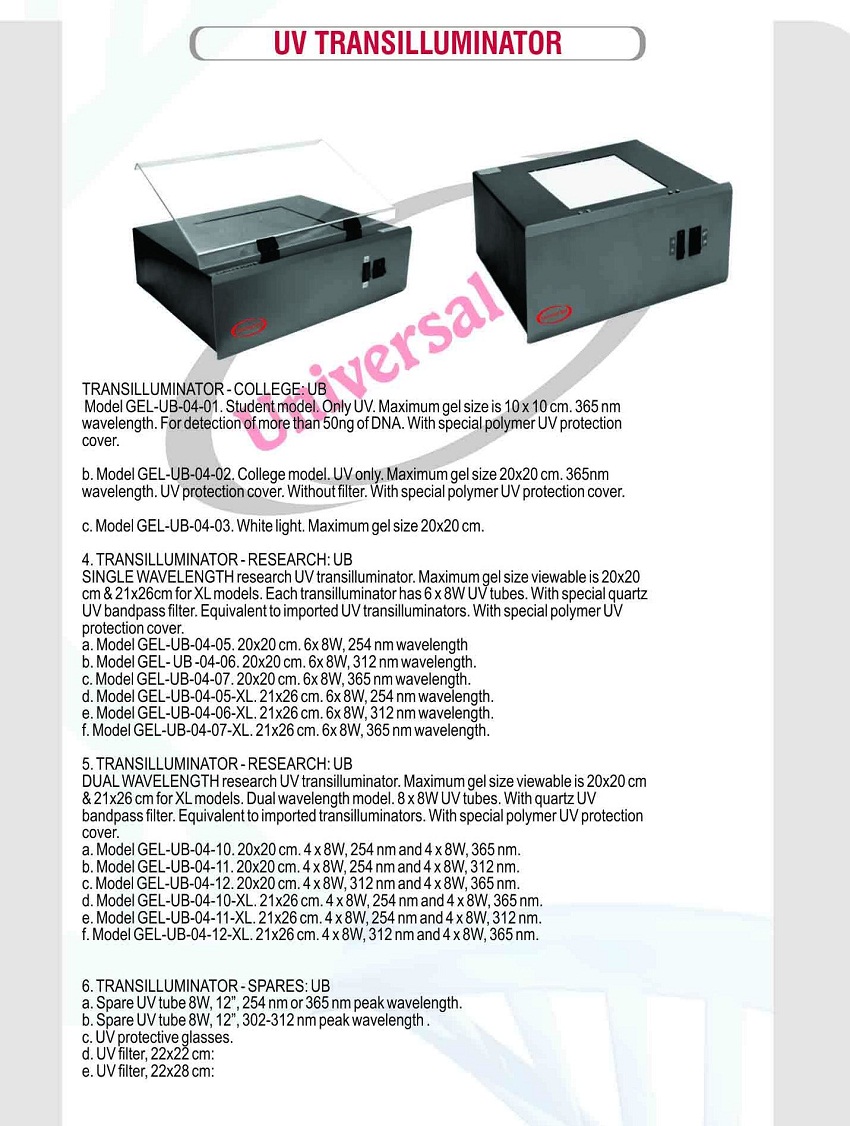 UV TRANSILLUMINATOR
Universal
TRANSILLUMINATOR - COLLEGE: UB
Model GEL-UB-04-01. Student model. Only UV. Maximum gel size is 10 x 10 cm. 365 nm
wavelength. For detection of more than 50ng of DNA. With special polymer UV protection
cover.
b. Model GEL-UB-04-02. College model. UV only. Maximum gel size 20x20 cm. 365nm
wavelength. UV protection cover. Without filter. With special polymer UV protection cover.
c. Model GEL-UB-04-03. White light. Maximum gel size 20x20 cm.
4. TRANSILLUMINATOR - RESEARCH: UB
SINGLE WAVELENGTH research UV transilluminator. Maximum gel size viewable is 20x20
cm & 21x26cm for XL models. Each transilluminator has 6 x 8W UV tubes. With special quartz
UV bandpass filter. Equivalent to imported UV transilluminators. With special polymer UV
protection cover.
a. Model GEL-UB-04-05. 20x20 cm. 6x 8W, 254 nm wavelength
b. Model GEL- UB -04-06. 20x20 cm. 6x 8W, 312 nm wavelength.
c. Model GEL-UB-04-07. 20x20 cm. 6x 8W, 365 nm wavelength.
d. Model GEL-UB-04-05-XL. 21x26 cm. 6x 8W, 254 nm wavelength.
e. Model GEL-UB-04-06-XL. 21x26 cm. 6x 8W, 312 nm wavelength.
f. Model GEL-UB-04-07-XL. 21x26 cm. 6x 8W, 365 nm wavelength.
5. TRANSILLUMINATOR - RESEARCH: UB
DUAL WAVELENGTH research UV transilluminator. Maximum gel size viewable is 20x20 cm
& 21x26 cm for XL models. Dual wavelength model. 8 x 8W UV tubes. With quartz UV
bandpass filter. Equivalent to imported transilluminators. With special polymer UV protection
cover.
a. Model GEL-UB-04-10. 20x20 cm. 4 x 8W, 254 nm and 4 x 8W, 365 nm.
b. Model GEL-UB-04-11. 20x20 cm. 4 x 8W, 254 nm and 4 x 8W, 312 nm.
c. Model GEL-UB-04-12. 20x20 cm. 4 x 8W, 312 nm and 4 x 8W, 365 nm.
d. Model GEL-UB-04-10-XL. 21x26 cm. 4 x 8W, 254 nm and 4 x 8W, 365 nm.
e. Model GEL-UB-04-11-XL. 21x26 cm. 4 x 8W, 254 nm and 4 x 8W, 312 nm.
f. Model GEL-UB-04-12-XL. 21x26 cm. 4 x 8W, 312 nm and 4 x 8W, 365 nm.
6. TRANSILLUMINATOR - SPARES: UB
a. Spare UV tube 8W, 12”, 254 nm or 365 nm peak wavelength.
b. Spare UV tube 8W, 12”, 302-312 nm peak wavelength .
c. UV protective glasses.
d. UV filter, 22x22 cm:
e. UV filter, 22x28 cm: